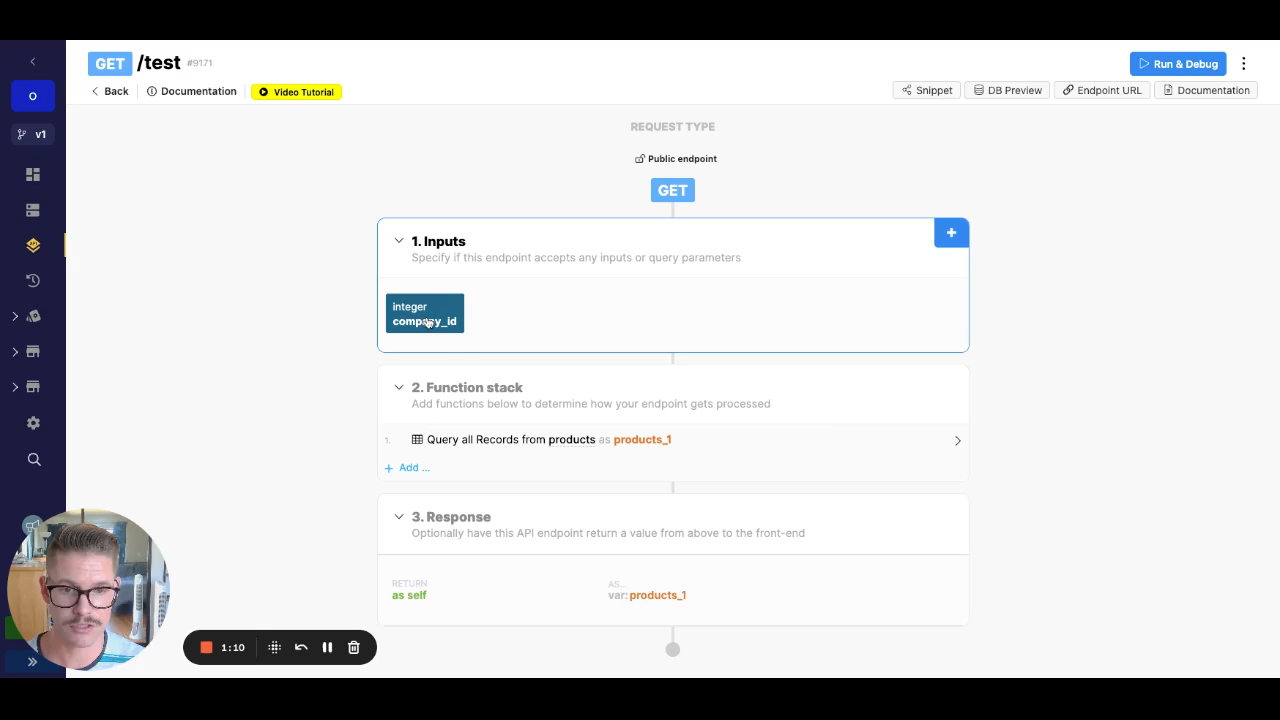 GET /test #9171
Run & Debug
Back
Documentation
Video Tutorial
Snippet
DB Preview
Endpoint URL
Documentation
O
v1
REQUEST TYPE
Public endpoint
GET
1. Inputs
+
Specify if this endpoint accepts any inputs or query parameters
integer
company_id
2. Function stack
Add functions below to determine how your endpoint gets processed
1. Query all Records from products as products_1
+ Add ...
3. Response
Optionally have this API endpoint return a value from above to the front-end
RETURN
as self
AS...
var: products_1
1:10